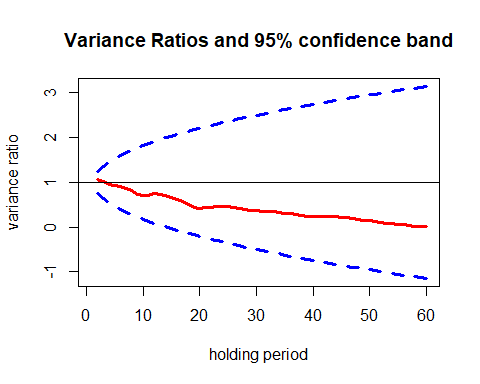 Variance Ratios and 95% confidence band
variance ratio
3
2
1
0
-1
0 10 20 30 40 50 60
holding period